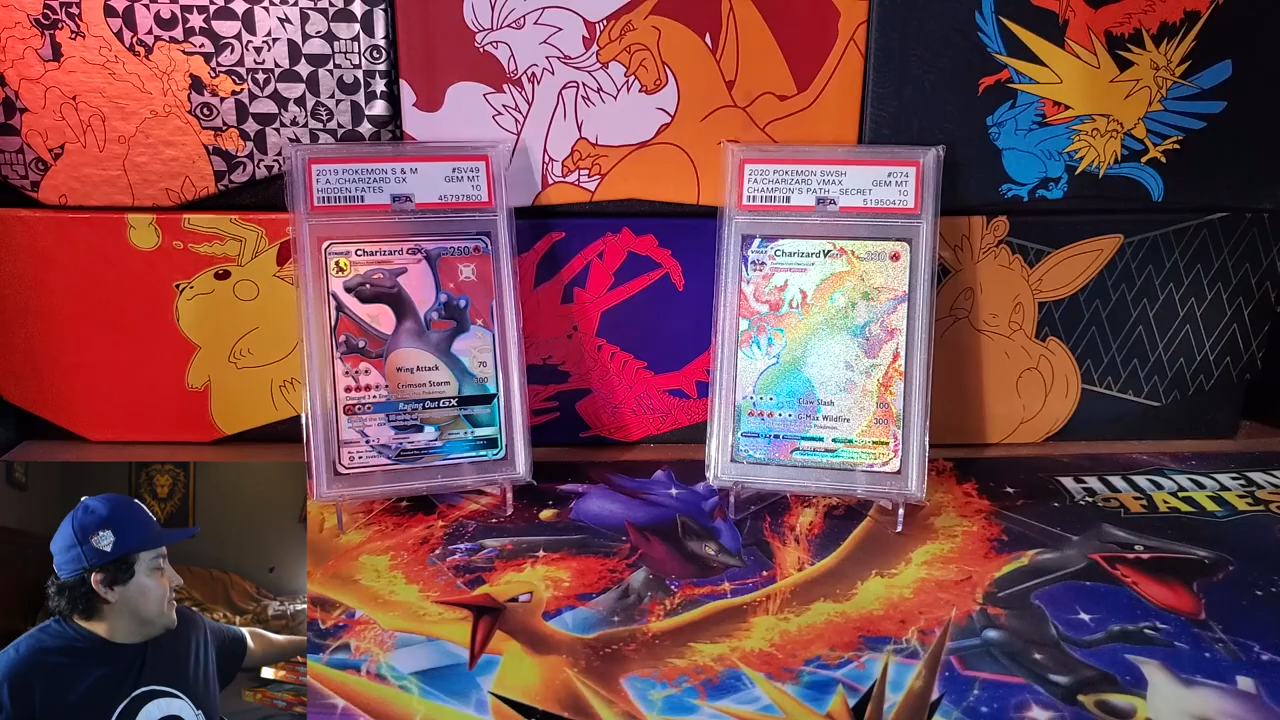 2019 POKEMON S & M #SV49
F.A./CHARIZARD GX GEM MT
HIDDEN FATES 10
PSA 45797800
Charizard GX 250
Wing Attack 70
Crimson Storm 300
Raging Out GX
2020 POKEMON SWSH #074
FA/CHARIZARD VMAX GEM MT
CHMPION'S PATH-SECRET 10
PSA 51950470
VMAX Charizard VMAX 330
Claw Slash 100
G-Max Wildfire 300
HIDDEN
FATES